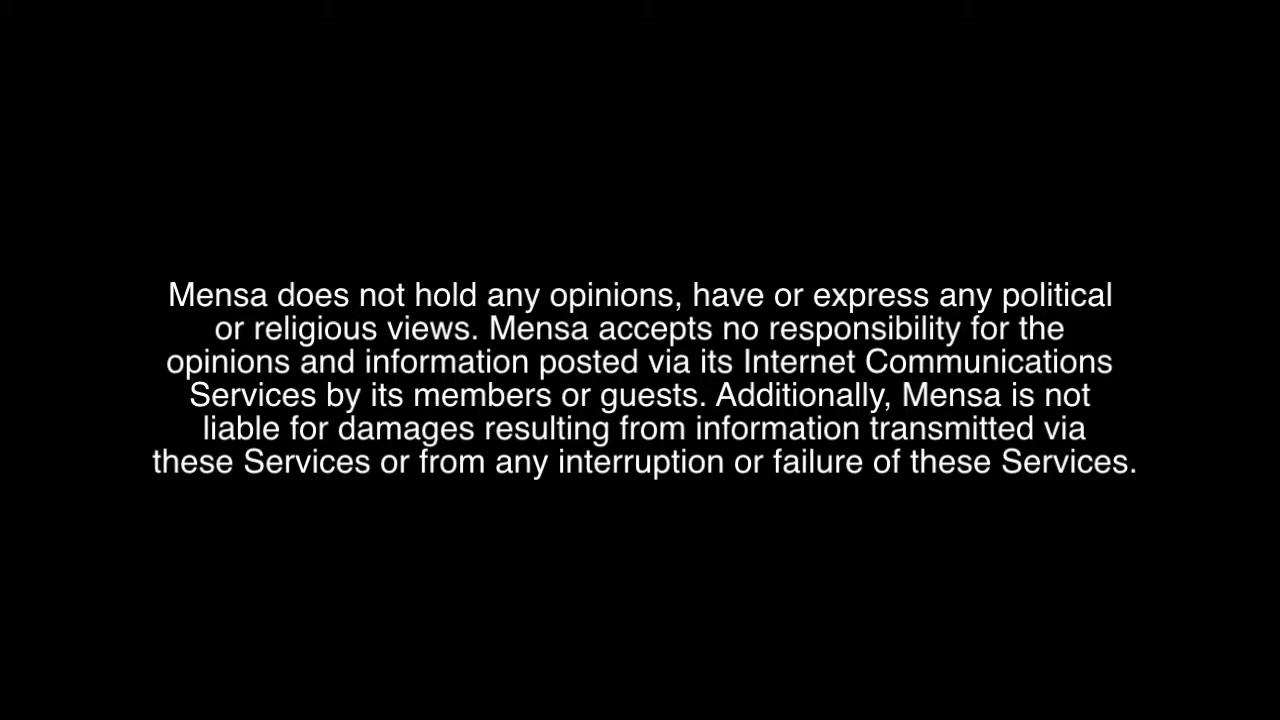 Mensa does not hold any opinions, have or express any political
or religious views. Mensa accepts no responsibility for the
opinions and information posted via its Internet Communications
Services by its members or guests. Additionally, Mensa is not
liable for damages resulting from information transmitted via
these Services or from any interruption or failure of these Services.